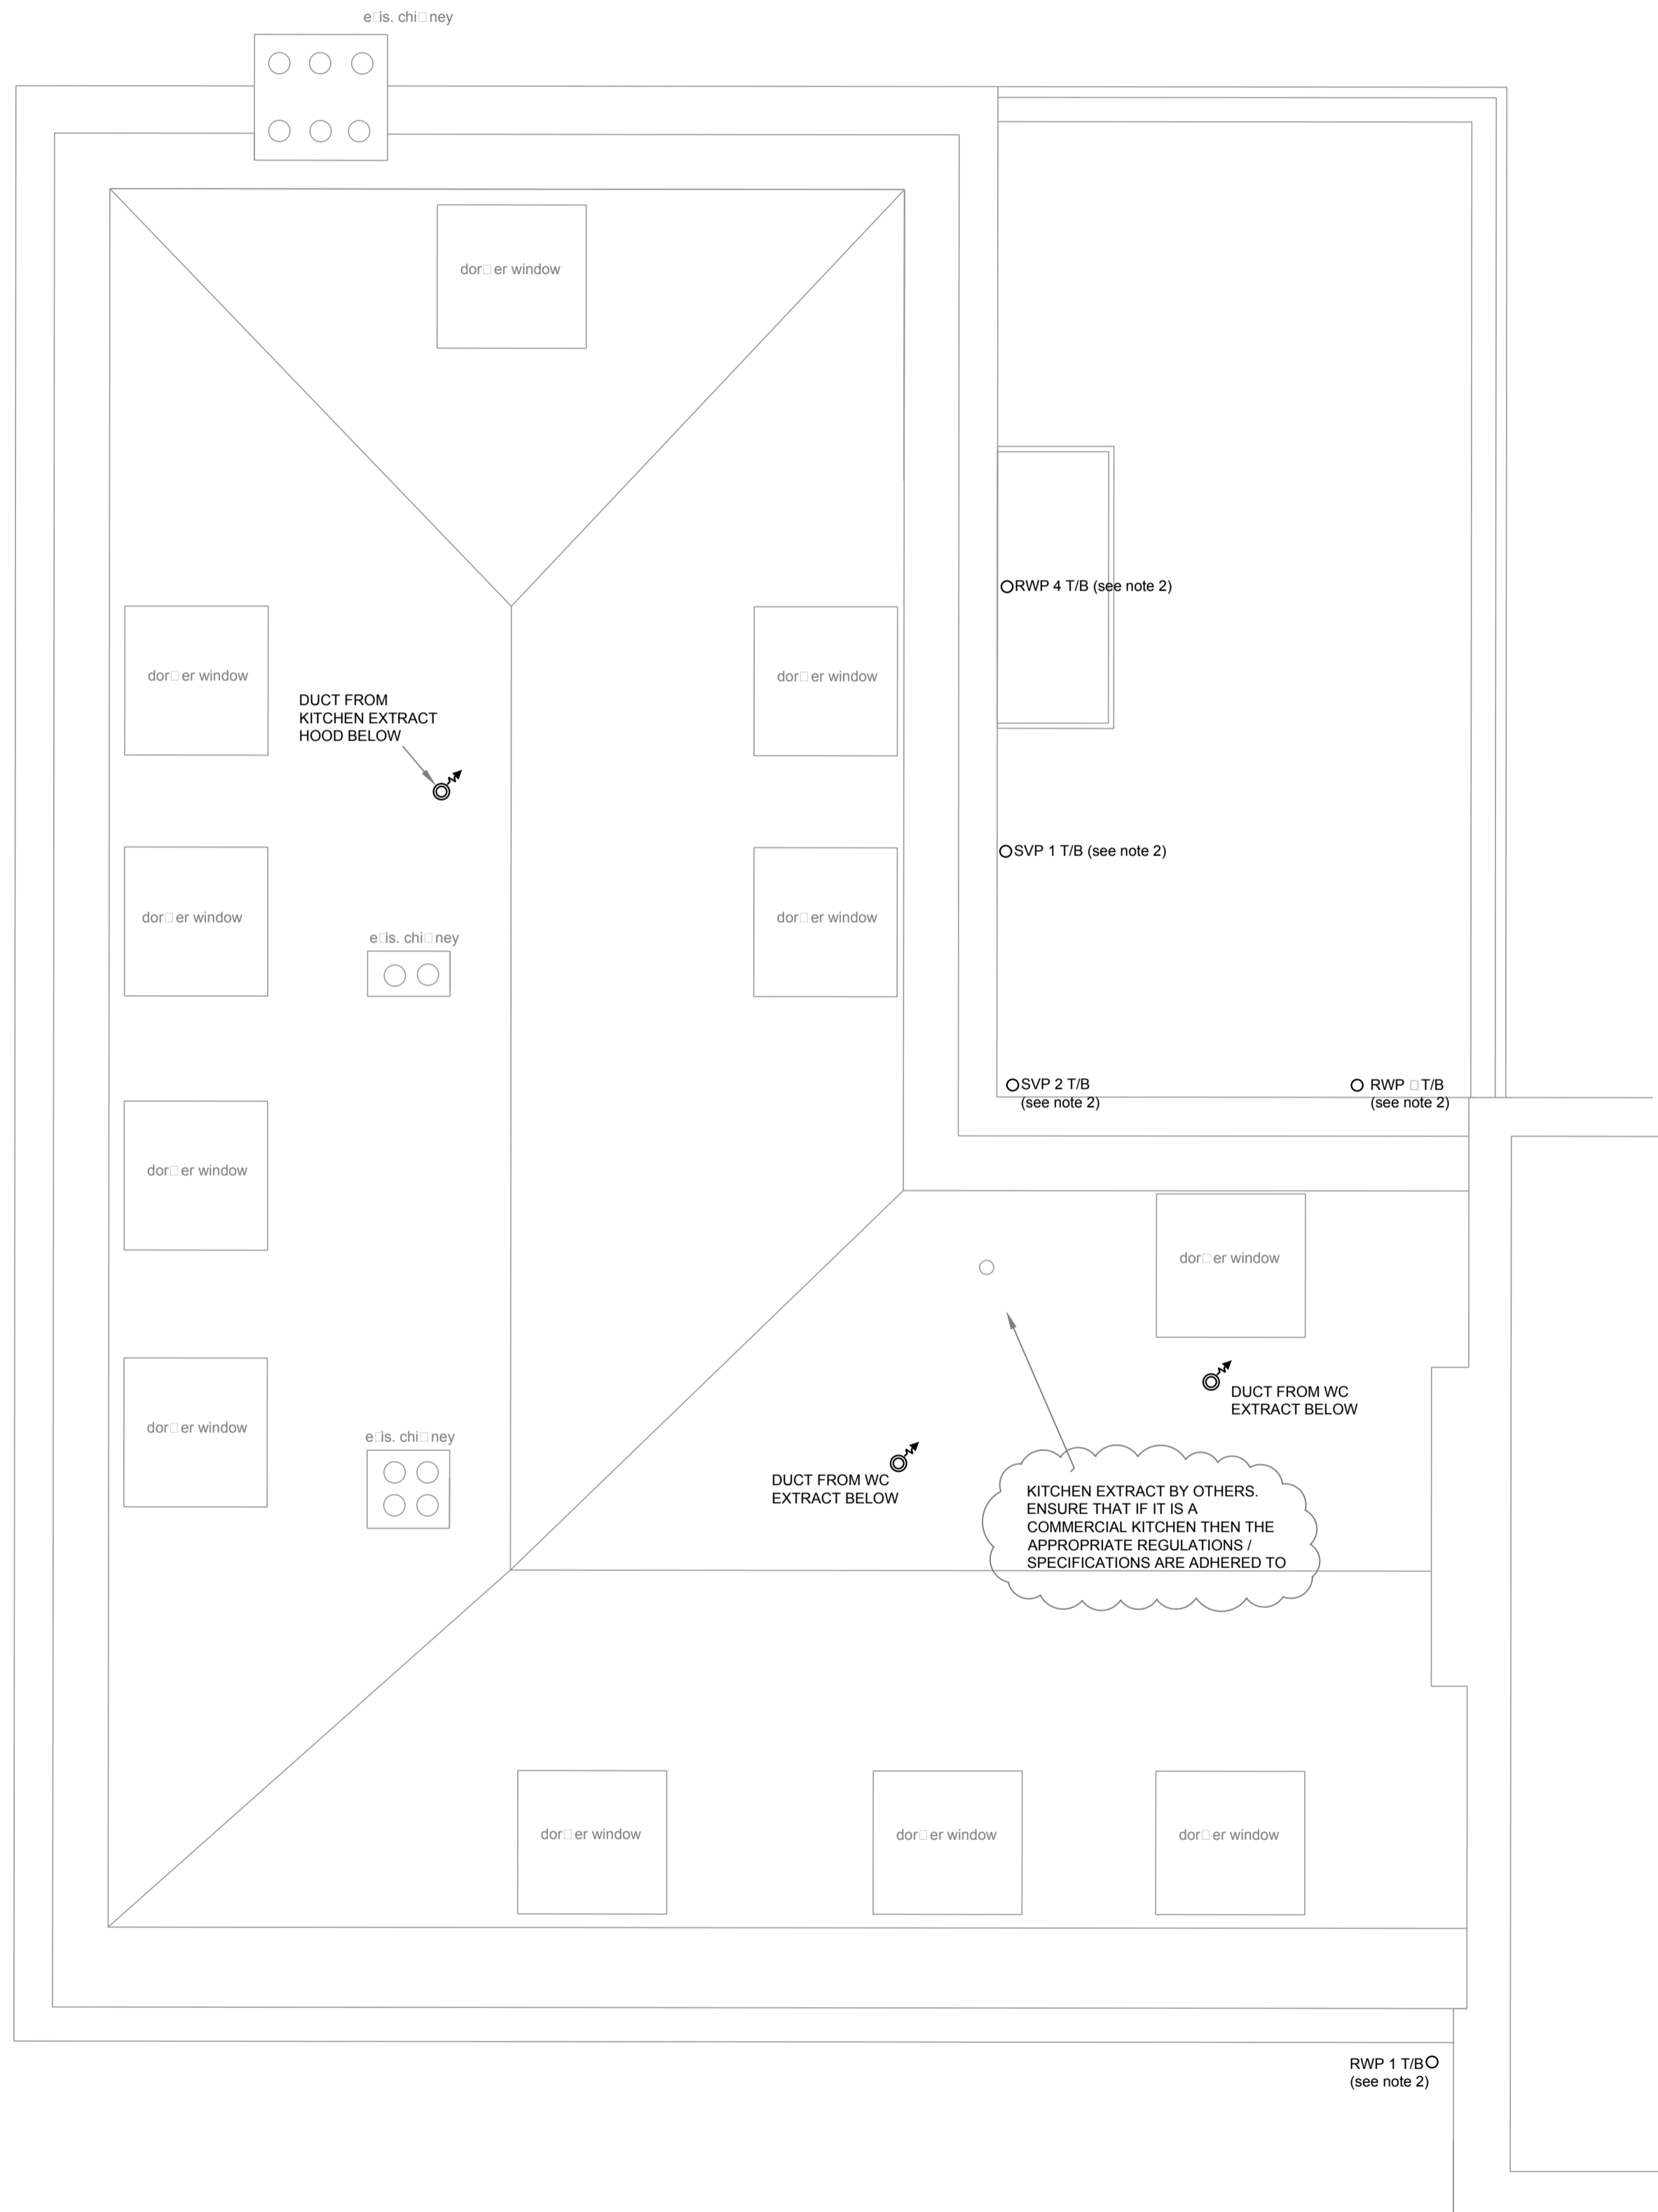 e□is. chi□ney
dor□er window
RWP 4 T/B (see note 2)
dor□er window
dor□er window
DUCT FROM
KITCHEN EXTRACT
HOOD BELOW
SVP 1 T/B (see note 2)
dor□er window
dor□er window
e□is. chi□ney
SVP 2 T/B
(see note 2)
RWP □ T/B
(see note 2)
dor□er window
dor□er window
DUCT FROM WC
EXTRACT BELOW
dor□er window
e□is. chi□ney
DUCT FROM WC
EXTRACT BELOW
KITCHEN EXTRACT BY OTHERS.
ENSURE THAT IF IT IS A
COMMERCIAL KITCHEN THEN THE
APPROPRIATE REGULATIONS /
SPECIFICATIONS ARE ADHERED TO
dor□er window
dor□er window
dor□er window
RWP 1 T/B
(see note 2)